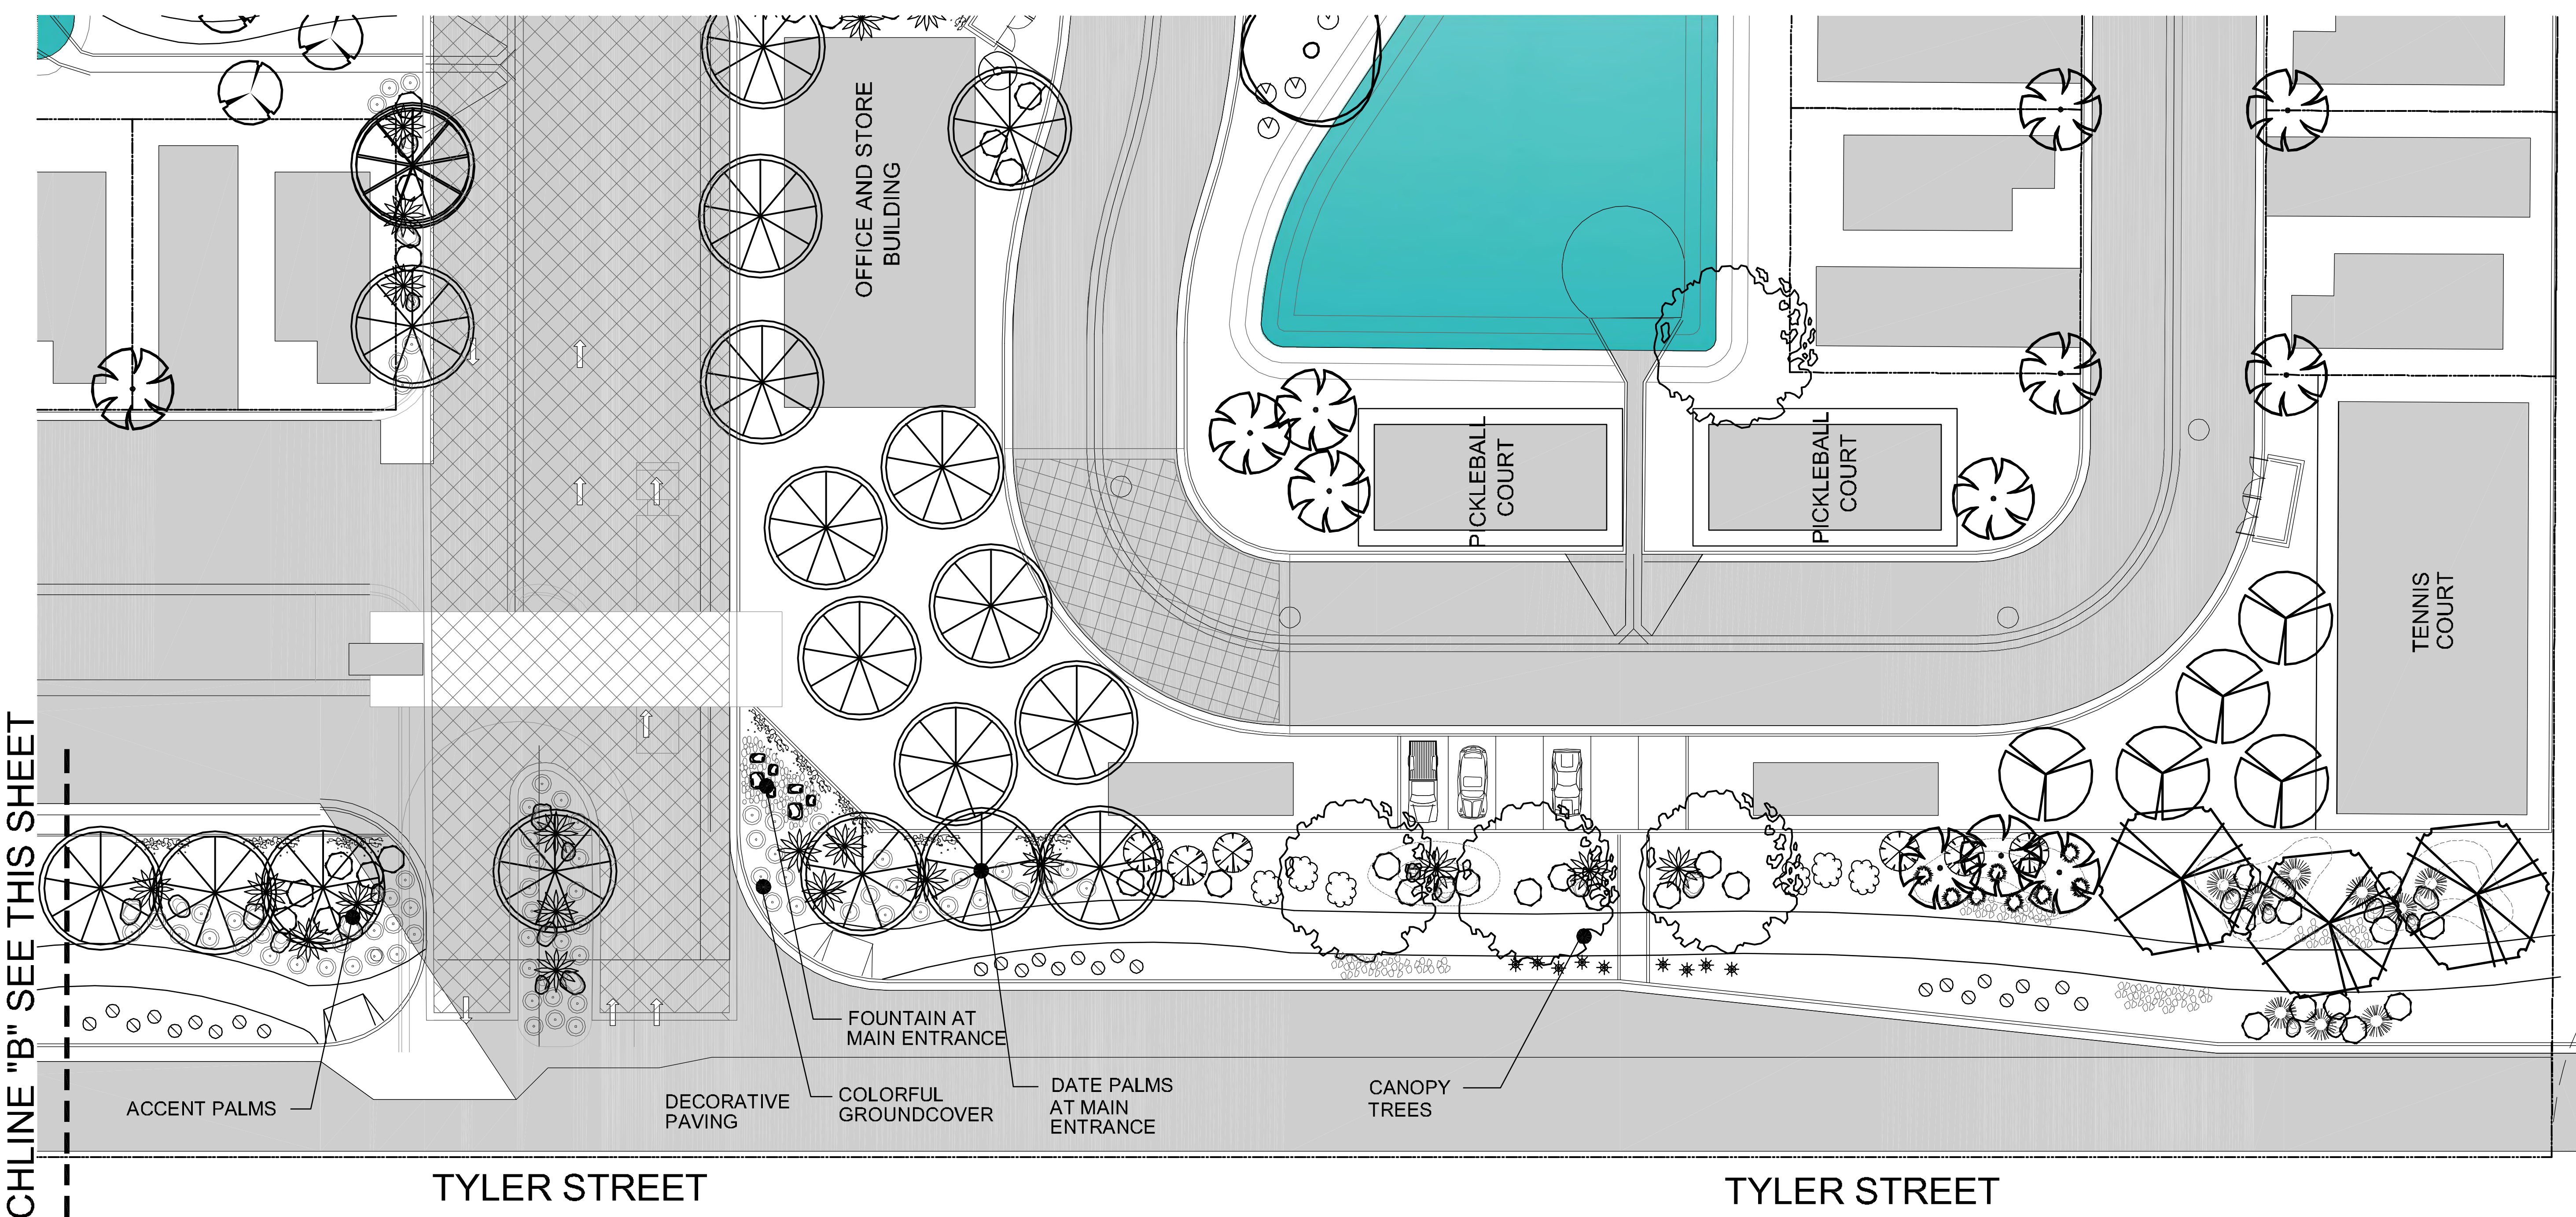 OFFICE AND STORE
BUILDING
PICKLEBALL
COURT
PICKLEBALL
COURT
TENNIS
COURT
CHLINE "B" SEE THIS SHEET
FOUNTAIN AT
MAIN ENTRANCE
ACCENT PALMS
DECORATIVE
PAVING
COLORFUL
GROUNDCOVER
DATE PALMS
AT MAIN
ENTRANCE
CANOPY
TREES
TYLER STREET
TYLER STREET